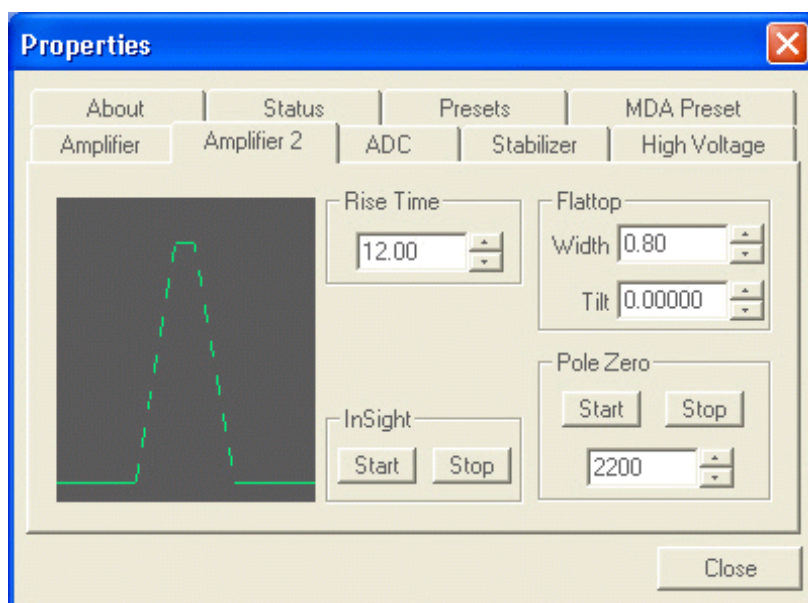 Properties
About Status Presets MDA Preset
Amplifier Amplifier 2 ADC Stabilizer High Voltage
Rise Time
12.00
Flattop
Width 0.80
Tilt 0.00000
InSight
Start Stop
Pole Zero
Start Stop
2200
Close